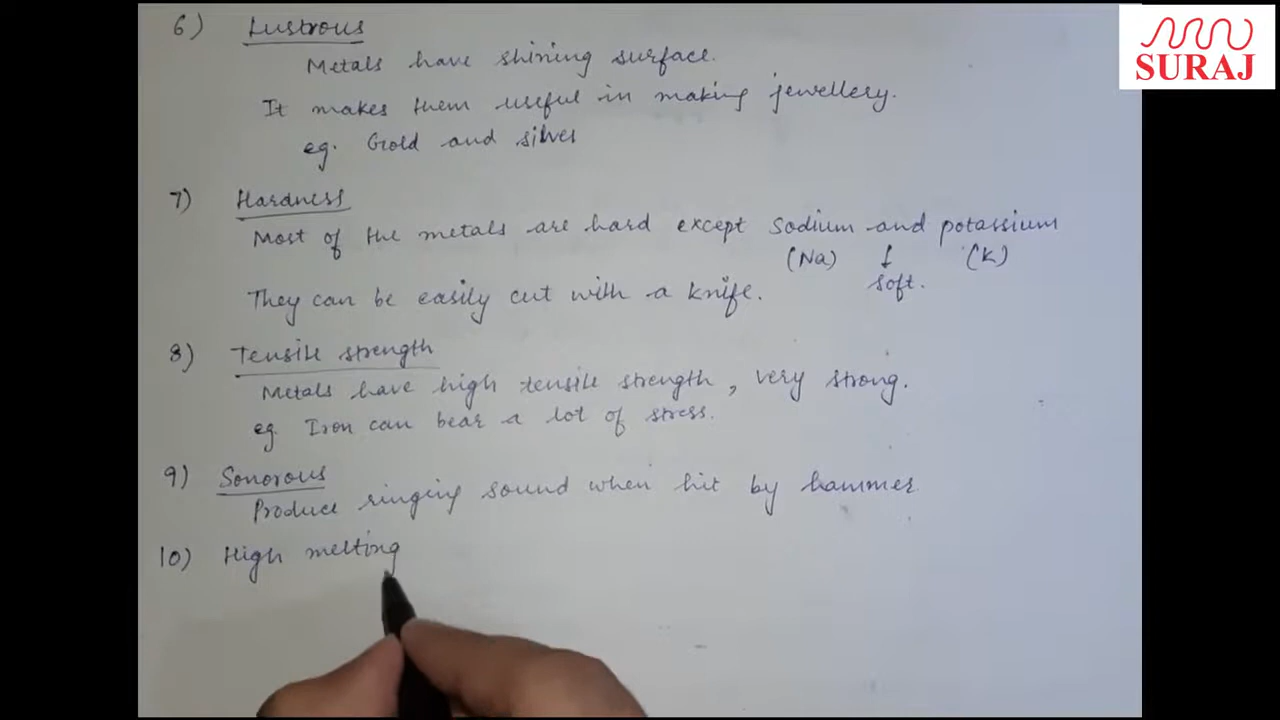 SURAJ
6) Lustrous
Metals have shining surface.
It makes them useful in making jewellery.
eg. Gold and silver
7) Hardness
Most of the metals are hard except Sodium and potassium
(Na) ↓ (K)
soft.
They can be easily cut with a knife.
8) Tensile strength
Metals have high tensile strength, very strong.
eg. Iron can bear a lot of stress.
9) Sonorous
Produce ringing sound when hit by hammer
10) High melting